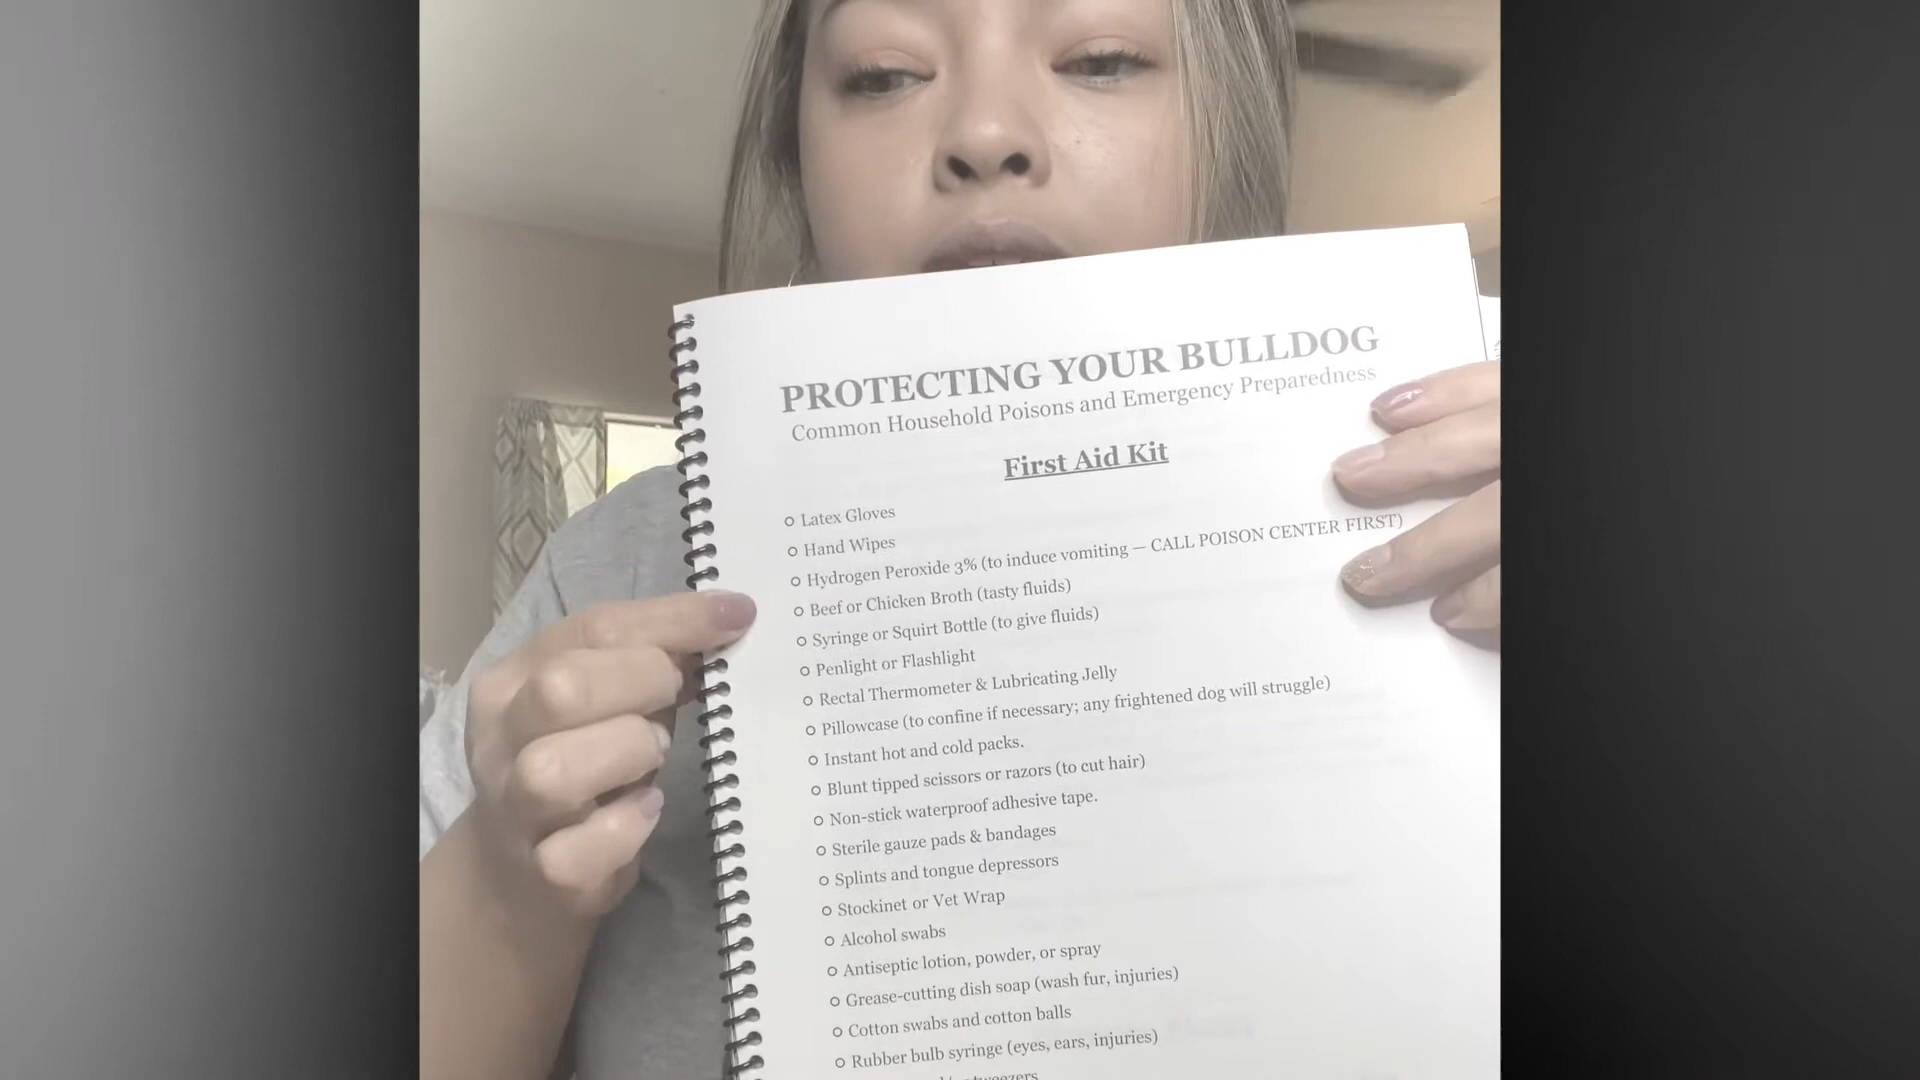 PROTECTING YOUR BULLDOG
Common Household Poisons and Emergency Preparedness
First Aid Kit
Latex Gloves
Hand Wipes
Hydrogen Peroxide 3% (to induce vomiting — CALL POISON CENTER FIRST)
Beef or Chicken Broth (tasty fluids)
Syringe or Squirt Bottle (to give fluids)
Penlight or Flashlight
Rectal Thermometer & Lubricating Jelly
Pillowcase (to confine if necessary; any frightened dog will struggle)
Instant hot and cold packs.
Blunt tipped scissors or razors (to cut hair)
Non-stick waterproof adhesive tape.
Sterile gauze pads & bandages
Splints and tongue depressors
Stockinet or Vet Wrap
Alcohol swabs
Antiseptic lotion, powder, or spray
Grease-cutting dish soap (wash fur, injuries)
Cotton swabs and cotton balls
Rubber bulb syringe (eyes, ears, injuries)
tweezers